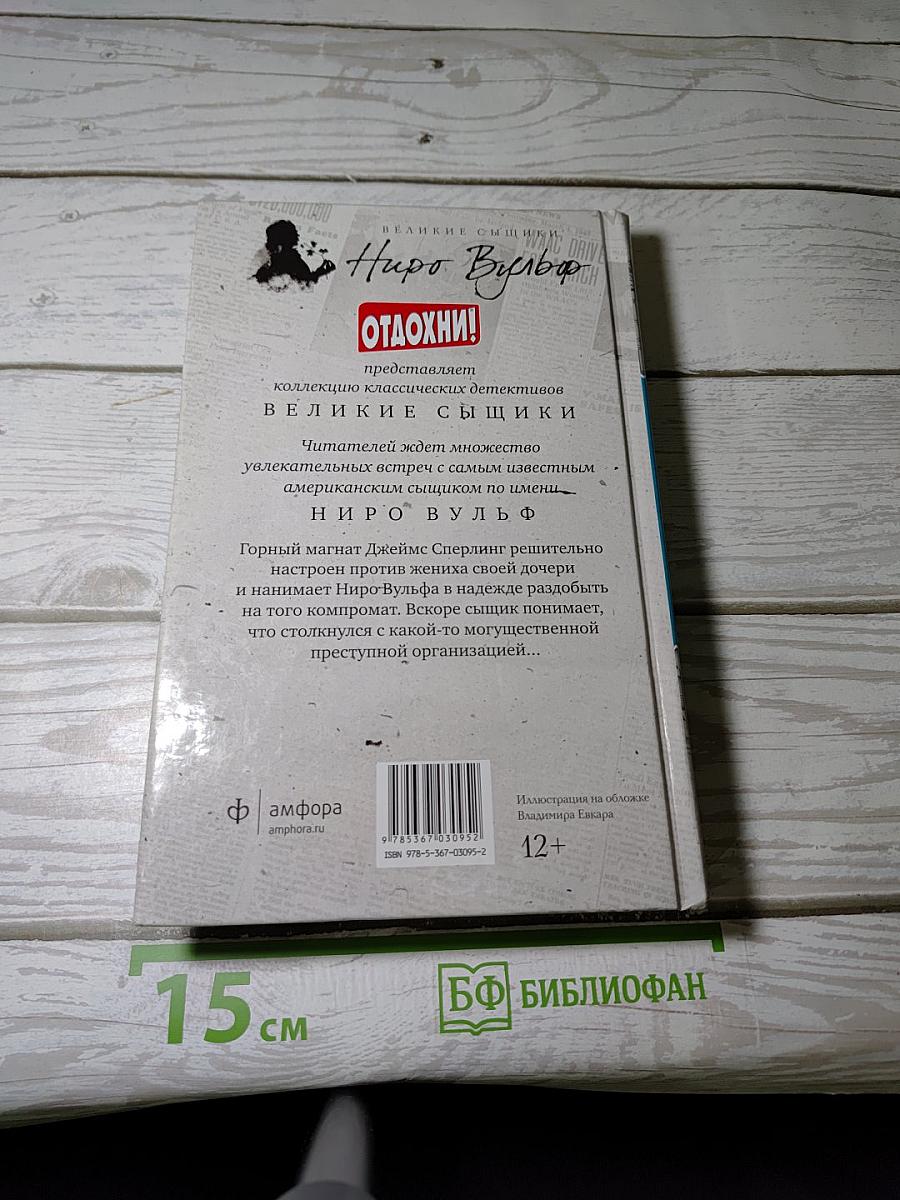 ВЕЛИКИЕ СЫЩИКИ
Ниро Вульф
ОТДОХНИ!
представляет
коллекцию классических детективов
ВЕЛИКИЕ СЫЩИКИ
Читателей ждет множество
увлекательных встреч с самым известным
американским сыщиком по имени
НИРО ВУЛЬФ
Горный магнат Джеймс Сперлинг решительно
настроен против жениха своей дочери
и нанимает Ниро Вульфа в надежде раздобыть
на того компромат. Вскоре сыщик понимает,
что столкнулся с какой-то могущественной
преступной организацией...
ф амфора
amphora.ru
9 785367 030952
ISBN 978-5-367-03095-2
Иллюстрация на обложке
Владимира Евкара
12+
15 см
БФ БИБЛИОФАН